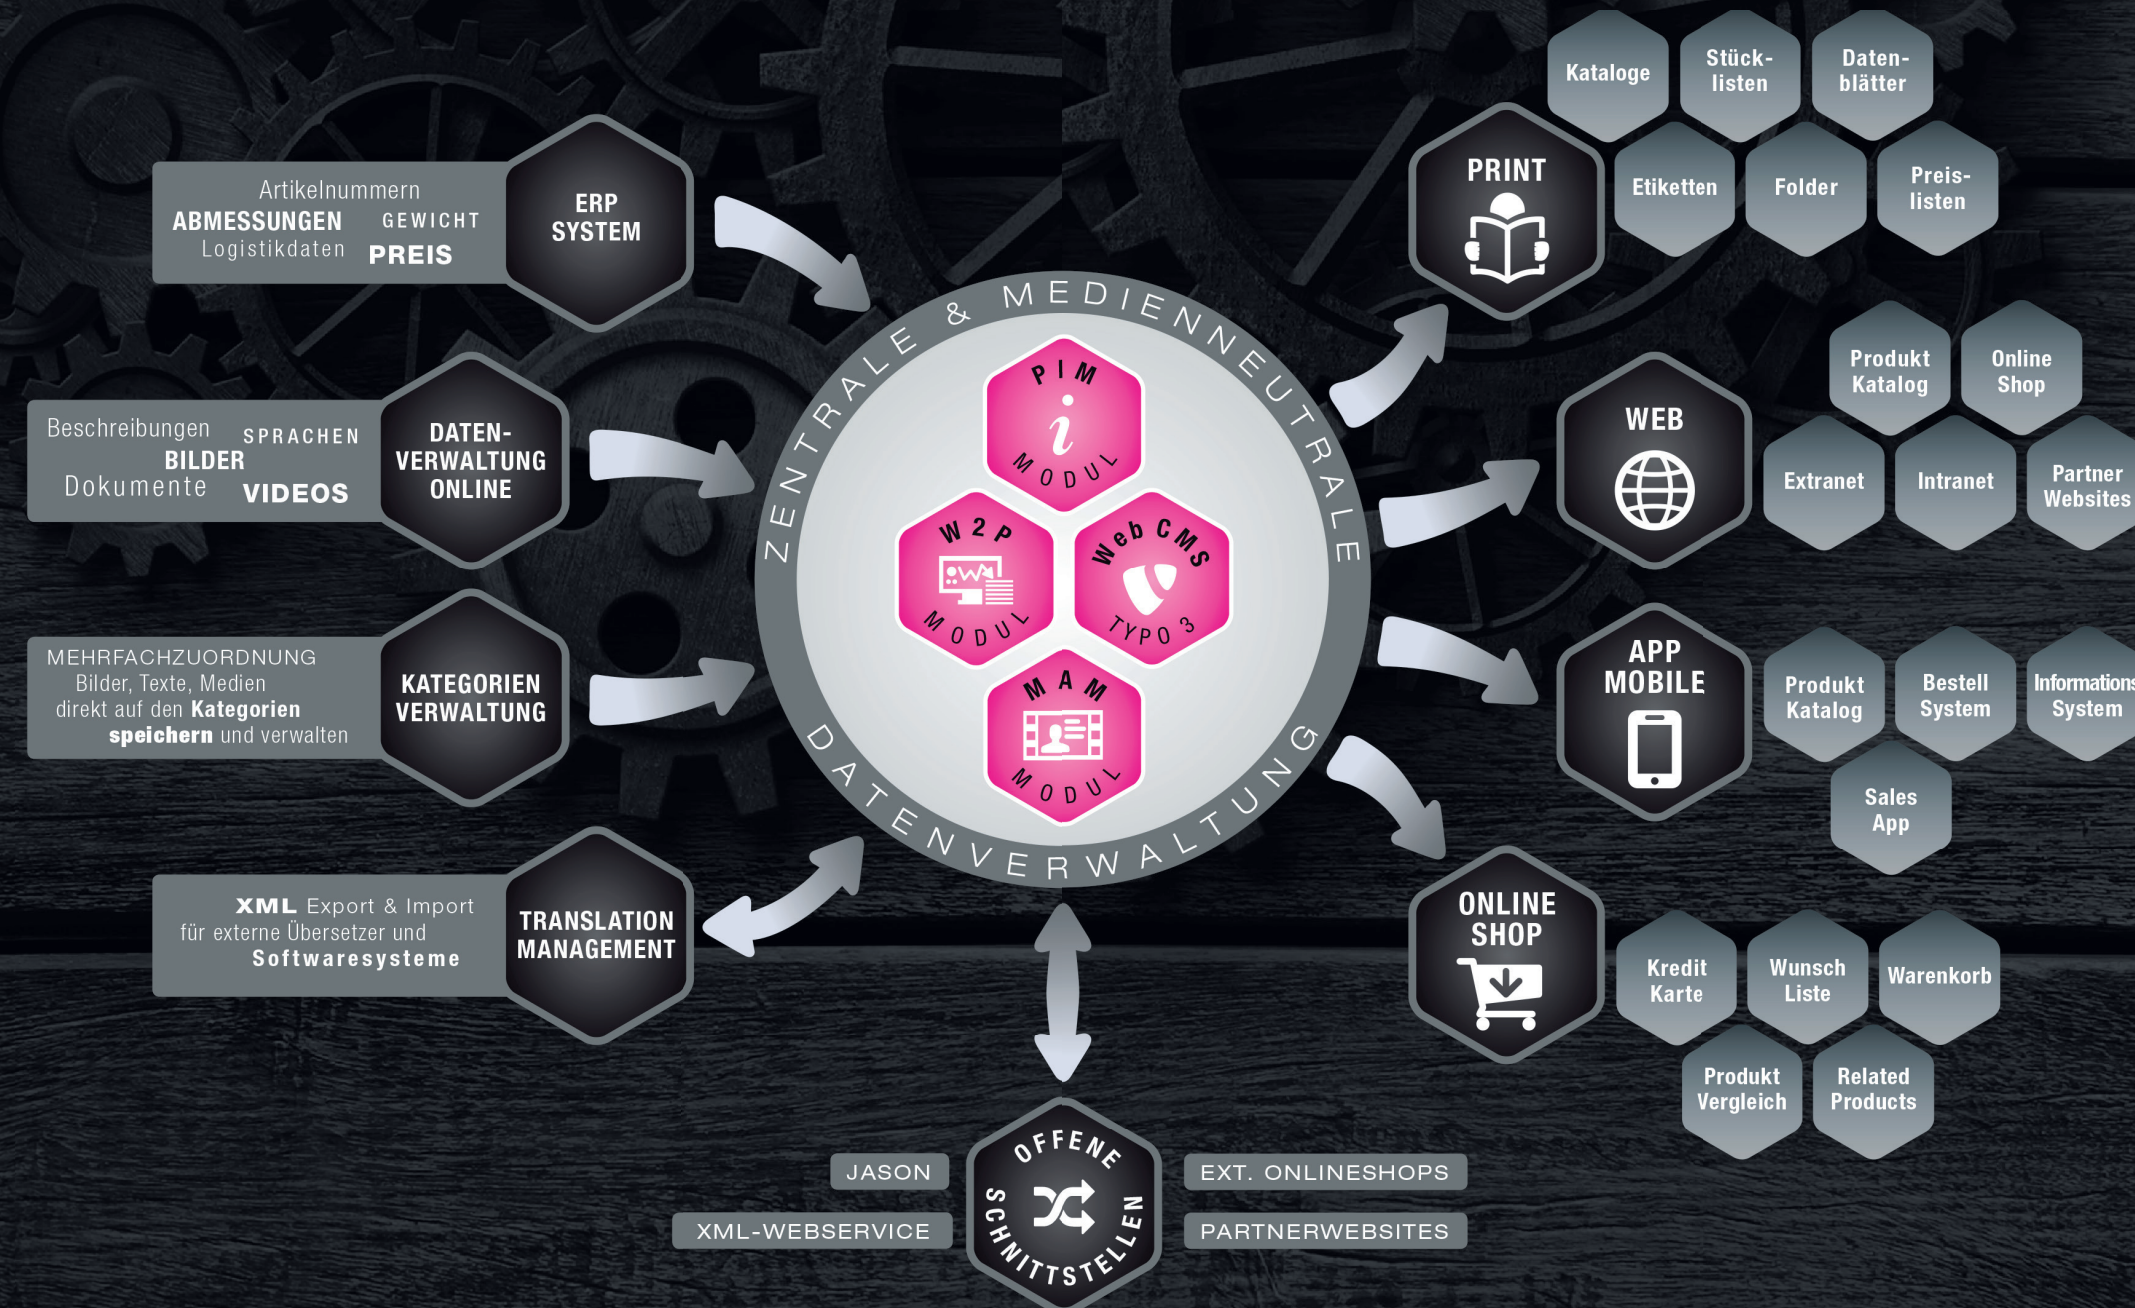 Artikelnummern
ABMESSUNGEN GEWICHT
Logistikdaten PREIS
ERP
SYSTEM
Beschreibungen SPRACHEN
BILDER
Dokumente VIDEOS
DATEN-
VERWALTUNG
ONLINE
MEHRFACHZUORDNUNG
Bilder, Texte, Medien
direkt auf den Kategorien
speichern und verwalten
KATEGORIEN
VERWALTUNG
XML Export & Import
für externe Übersetzer und
Softwaresysteme
TRANSLATION
MANAGEMENT
ZENTRALE & MEDIENNEUTRALE
DATENVERWALTUNG
PIM
MODUL
W2P
MODUL
Web CMS
TYPO3
MAM
MODUL
PRINT
Kataloge
Stück-
listen
Daten-
blätter
Etiketten
Folder
Preis-
listen
WEB
Produkt
Katalog
Online
Shop
Extranet
Intranet
Partner
Websites
APP
MOBILE
Produkt
Katalog
Bestell
System
Informations
System
Sales
App
ONLINE
SHOP
Kredit
Karte
Wunsch
Liste
Warenkorb
Produkt
Vergleich
Related
Products
OFFENE
SCHNITTSTELLEN
JASON
XML-WEBSERVICE
EXT. ONLINESHOPS
PARTNERWEBSITES